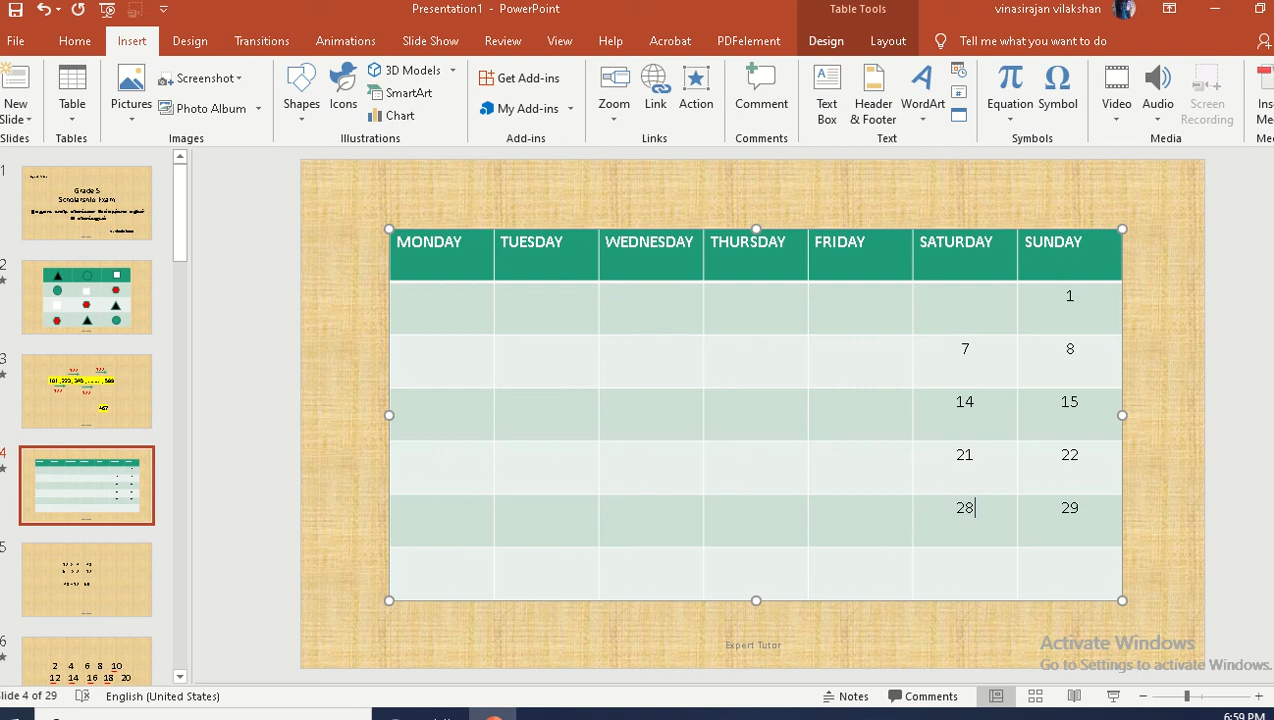 Presentation1 - PowerPoint
Table Tools
vinasirajan vilakshan
File Home Insert Design Transitions Animations Slide Show Review View Help Acrobat PDFelement Design Layout Tell me what you want to do
New Slide
Table
Pictures
Screenshot
Photo Album
Shapes
Icons
3D Models
SmartArt
Chart
Get Add-ins
My Add-ins
Zoom
Link
Action
Comment
Text Box
Header & Footer
WordArt
Equation
Symbol
Video
Audio
Screen Recording
Slides Tables Images Illustrations Add-ins Links Comments Text Symbols Media
1
Grade 5
Scholarship Exam
2
3
4
5
6
2 4 6 8 10
12 14 16 18 20
MONDAY TUESDAY WEDNESDAY THURSDAY FRIDAY SATURDAY SUNDAY
1
7 8
14 15
21 22
28 29
Expert Tutor
Activate Windows
Go to Settings to activate Windows.
Slide 4 of 29 English (United States) Notes Comments
6:59 PM